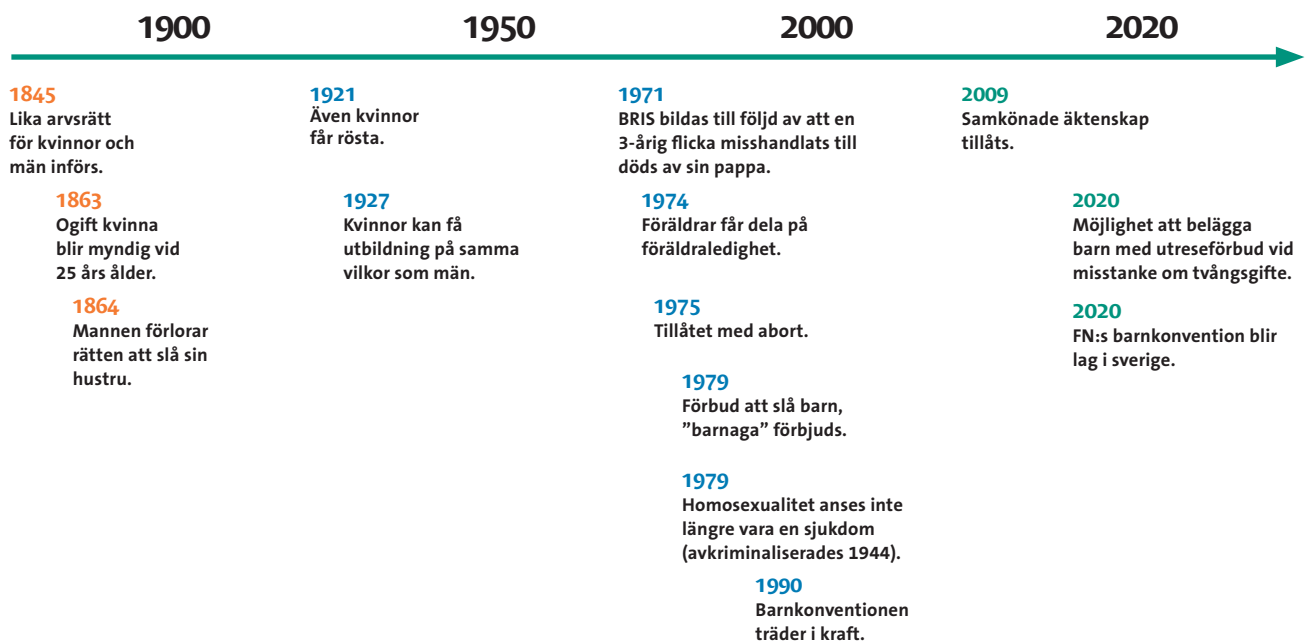 1900
1950
2000
2020
1845
Lika arvsrätt
för kvinnor och
män införs.
1863
Ogift kvinna
blir myndig vid
25 års ålder.
1864
Mannen förlorar
rätten att slå sin
hustru.
1921
Även kvinnor
får rösta.
1927
Kvinnor kan få
utbildning på samma
vilkor som män.
1971
BRIS bildas till följd av att en
3-årig flicka misshandlats till
döds av sin pappa.
1974
Föräldrar får dela på
föräldraledighet.
1975
Tillåtet med abort.
1979
Förbud att slå barn,
”barnaga” förbjuds.
1979
Homosexualitet anses inte
längre vara en sjukdom
(avkriminaliserades 1944).
1990
Barnkonventionen
träder i kraft.
2009
Samkönade äktenskap
tillåts.
2020
Möjlighet att belägga
barn med utreseförbud vid
misstanke om tvångsgifte.
2020
FN:s barnkonvention blir
lag i sverige.